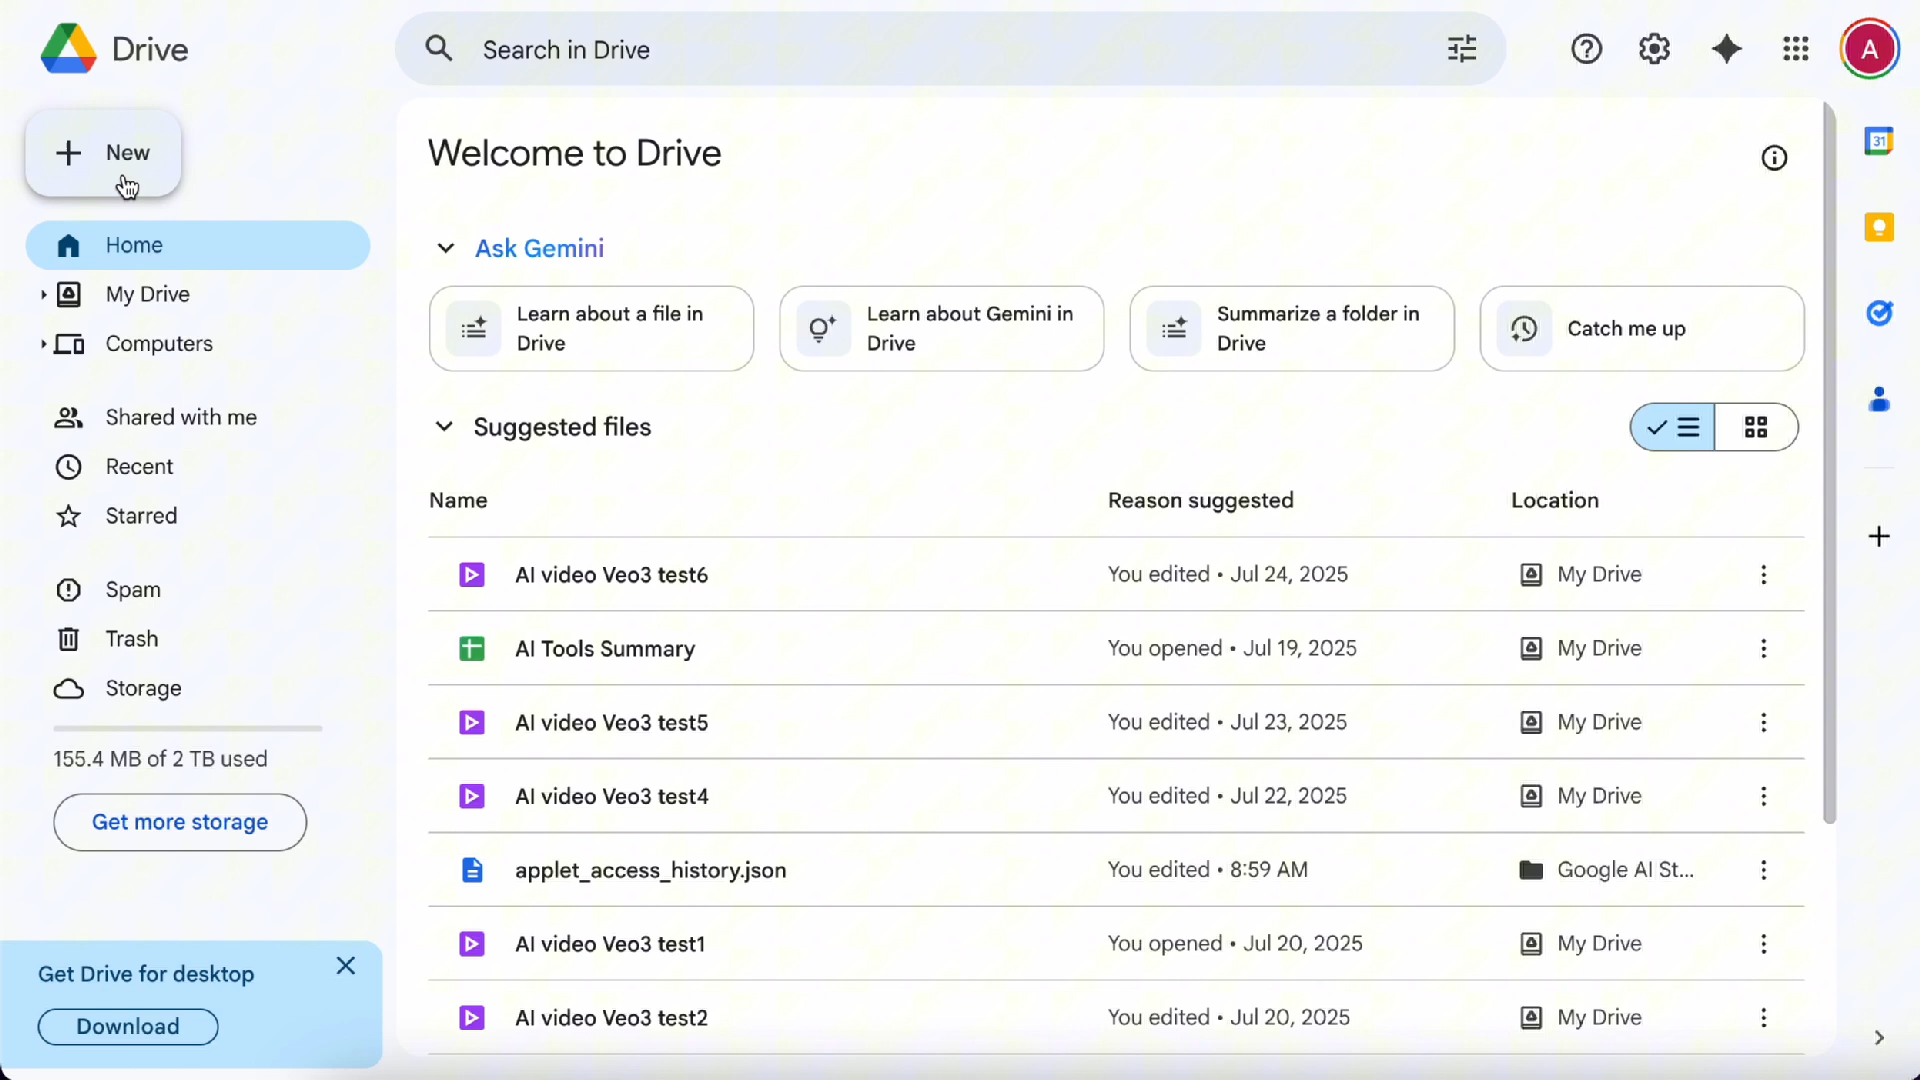 Drive
Search in Drive
A
New
Home
My Drive
Computers
Shared with me
Recent
Starred
Spam
Trash
Storage
155.4 MB of 2 TB used
Get more storage
Get Drive for desktop
Download
Welcome to Drive
Ask Gemini
Learn about a file in
Drive
Learn about Gemini in
Drive
Summarize a folder in
Drive
Catch me up
Suggested files
Name Reason suggested Location
AI video Veo3 test6 You edited • Jul 24, 2025 My Drive
AI Tools Summary You opened • Jul 19, 2025 My Drive
AI video Veo3 test5 You edited • Jul 23, 2025 My Drive
AI video Veo3 test4 You edited • Jul 22, 2025 My Drive
applet_access_history.json You edited • 8:59 AM Google AI St...
AI video Veo3 test1 You opened • Jul 20, 2025 My Drive
AI video Veo3 test2 You edited • Jul 20, 2025 My Drive
31